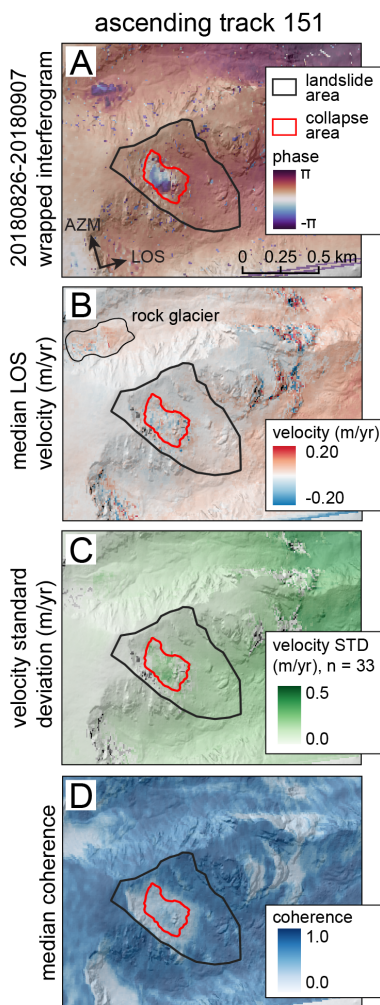 ascending track 151
20180826-20180907
wrapped interferogram
A
landslide
area
collapse
area
phase
π
-π
AZM
LOS
0 0.25 0.5 km
median LOS
velocity (m/yr)
B
rock glacier
velocity (m/yr)
0.20
-0.20
velocity standard
deviation (m/yr)
C
velocity STD
(m/yr), n = 33
0.5
0.0
median coherence
D
coherence
1.0
0.0